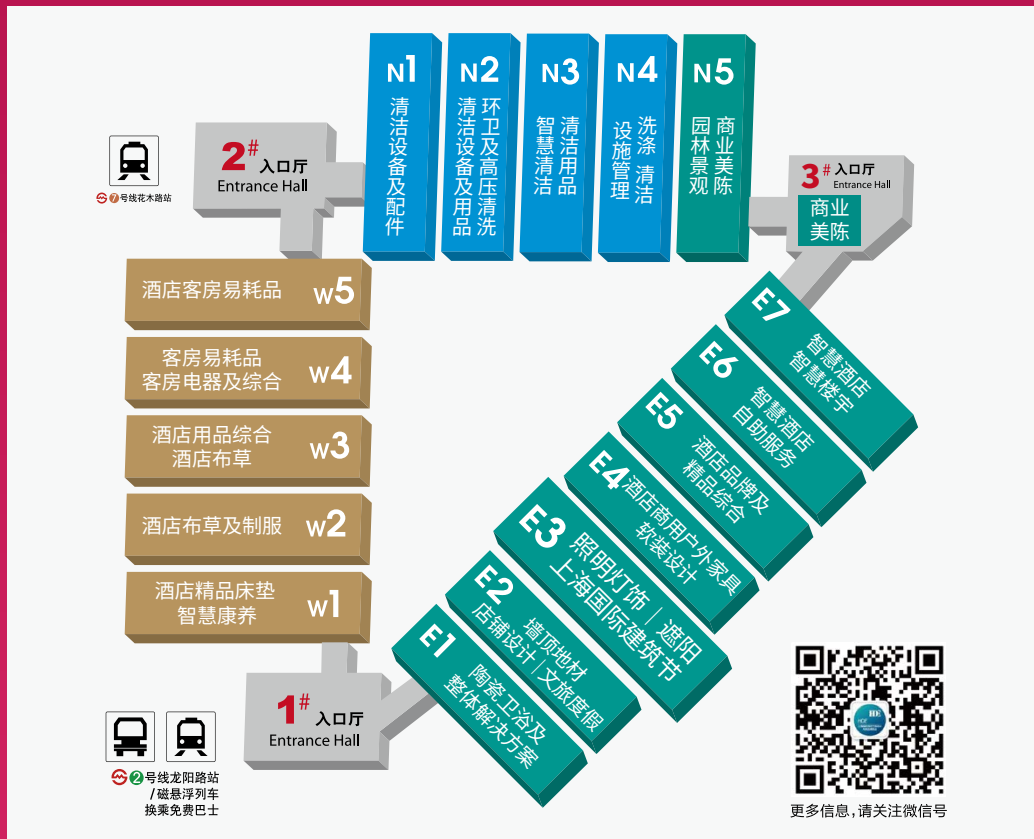 N1
清洁设备及配件
N2
环卫及高压清洗
清洁设备及用品
N3
清洁用品
智慧清洁
N4
洗涤 清洁
设施管理
N5
商业美陈
园林景观
2# 入口厅
Entrance Hall
7号线花木路站
3# 入口厅
Entrance Hall
商业
美陈
酒店客房易耗品 W5
客房易耗品
客房电器及综合 W4
酒店用品综合
酒店布草 W3
酒店布草及制服 W2
酒店精品床垫
智慧康养 W1
E7
智慧酒店
智慧楼宇
E6
智慧酒店
自助服务
E5
酒店品牌及
精品综合
E4
酒店商用户外家具
软装设计
E3
照明灯饰 | 遮阳
上海国际建筑节
E2
墙顶地材
店铺设计 | 文旅度假
E1
陶瓷卫浴及
整体解决方案
1# 入口厅
Entrance Hall
2号线龙阳路站
/磁悬浮列车
换乘免费巴士
HDE
更多信息,请关注微信号